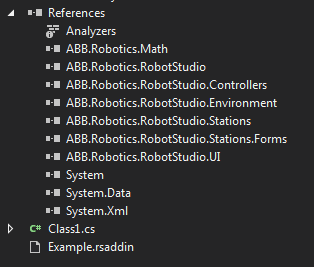 References
Analyzers
ABB.Robotics.Math
ABB.Robotics.RobotStudio
ABB.Robotics.RobotStudio.Controllers
ABB.Robotics.RobotStudio.Environment
ABB.Robotics.RobotStudio.Stations
ABB.Robotics.RobotStudio.Stations.Forms
ABB.Robotics.RobotStudio.UI
System
System.Data
System.Xml
C# Class1.cs
Example.rsaddin